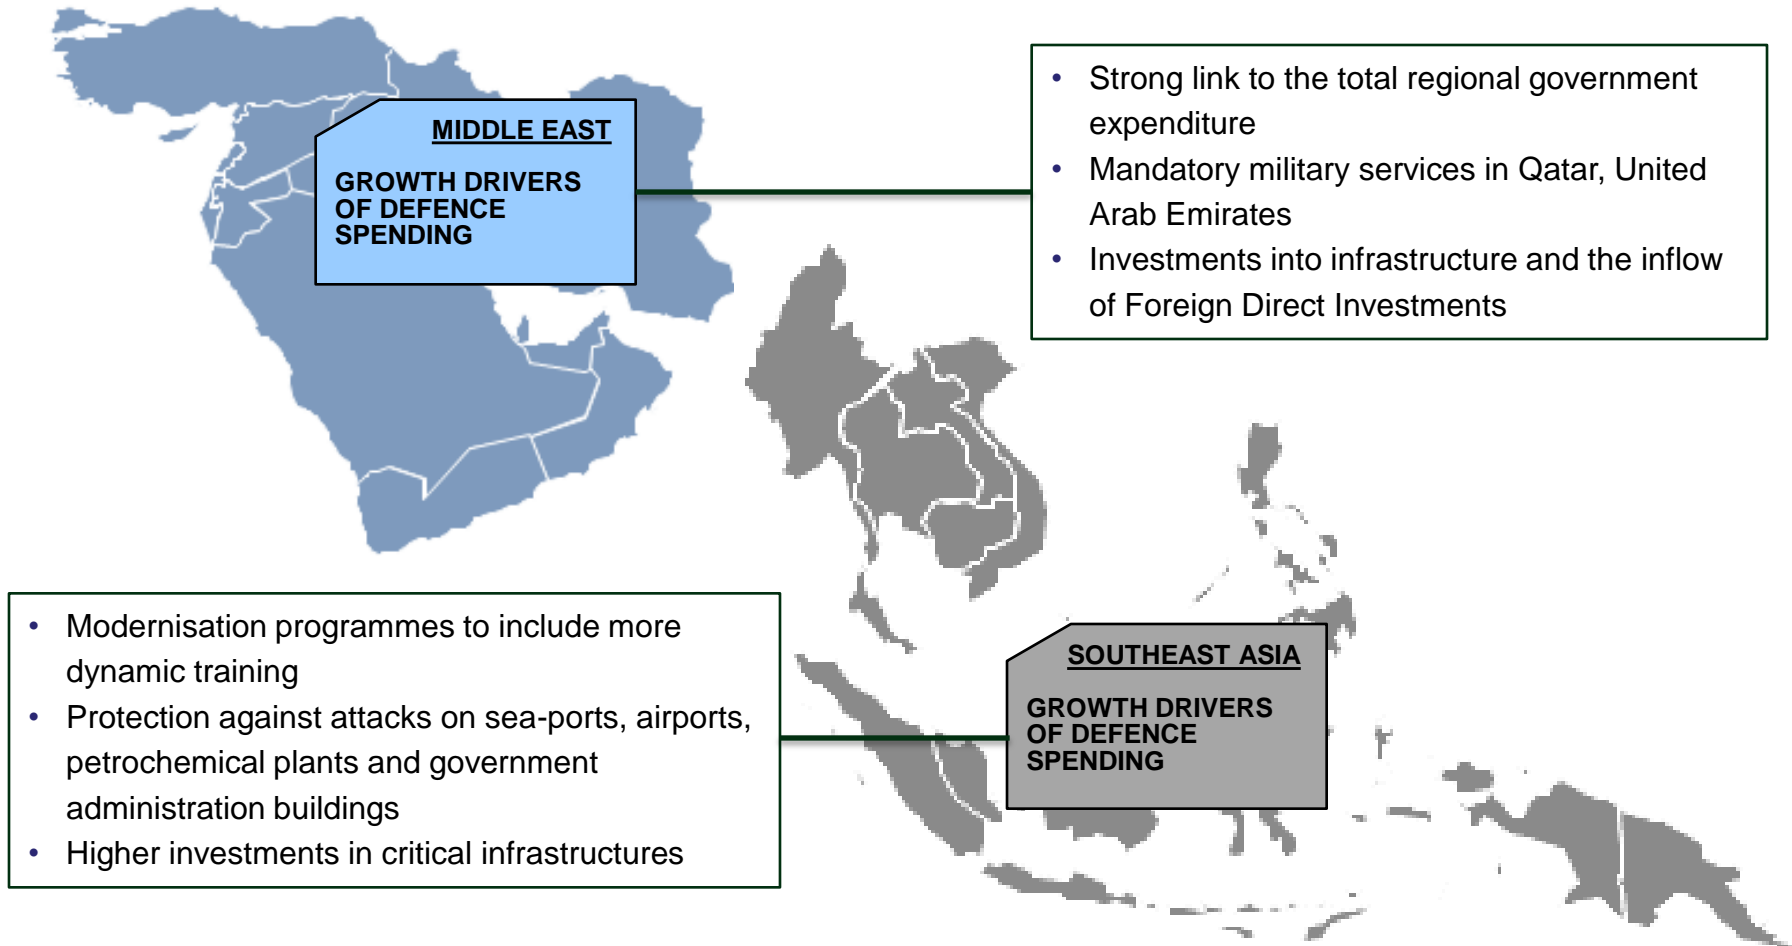 MIDDLE EAST
GROWTH DRIVERS
OF DEFENCE
SPENDING
• Strong link to the total regional government
expenditure
• Mandatory military services in Qatar, United
Arab Emirates
• Investments into infrastructure and the inflow
of Foreign Direct Investments
• Modernisation programmes to include more
dynamic training
• Protection against attacks on sea-ports, airports,
petrochemical plants and government
administration buildings
• Higher investments in critical infrastructures
SOUTHEAST ASIA
GROWTH DRIVERS
OF DEFENCE
SPENDING